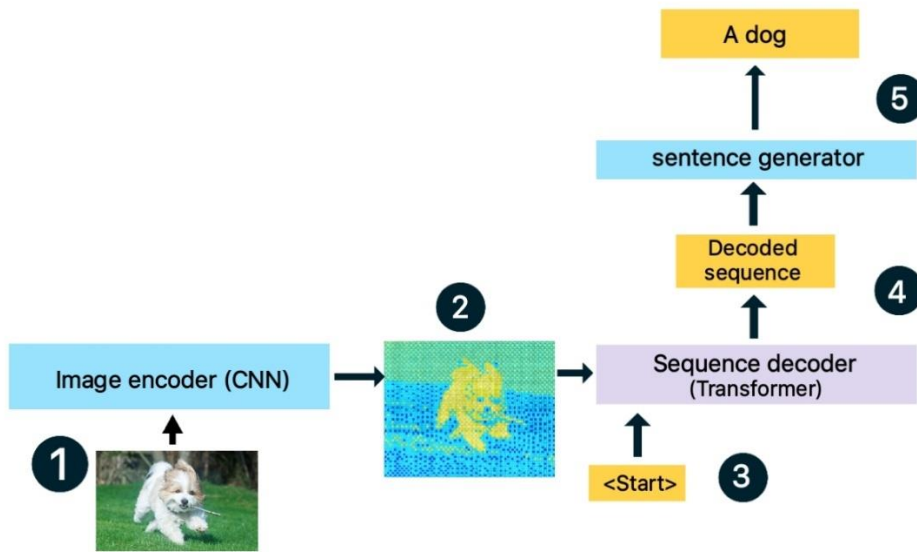 A dog
5
sentence generator
Decoded
sequence
4
2
Image encoder (CNN)
Sequence decoder
(Transformer)
1
<Start>
3